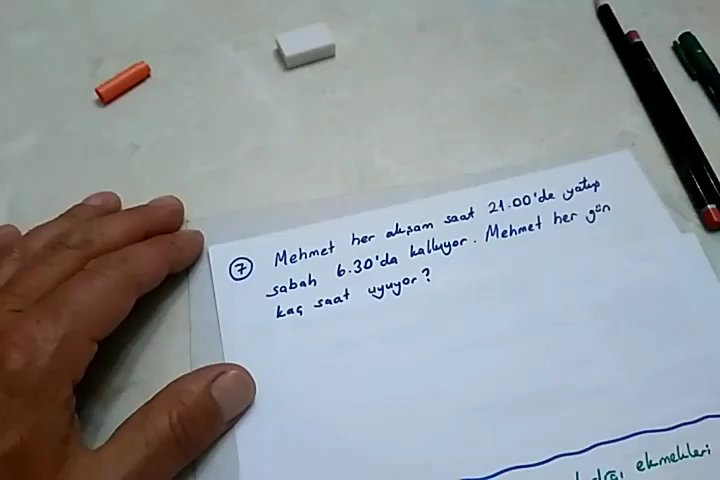 7 Mehmet her akşam saat 21.00'de yatıp
sabah 6.30'da kalkıyor. Mehmet her gün
kaç saat uyuyor?
ekmekleri